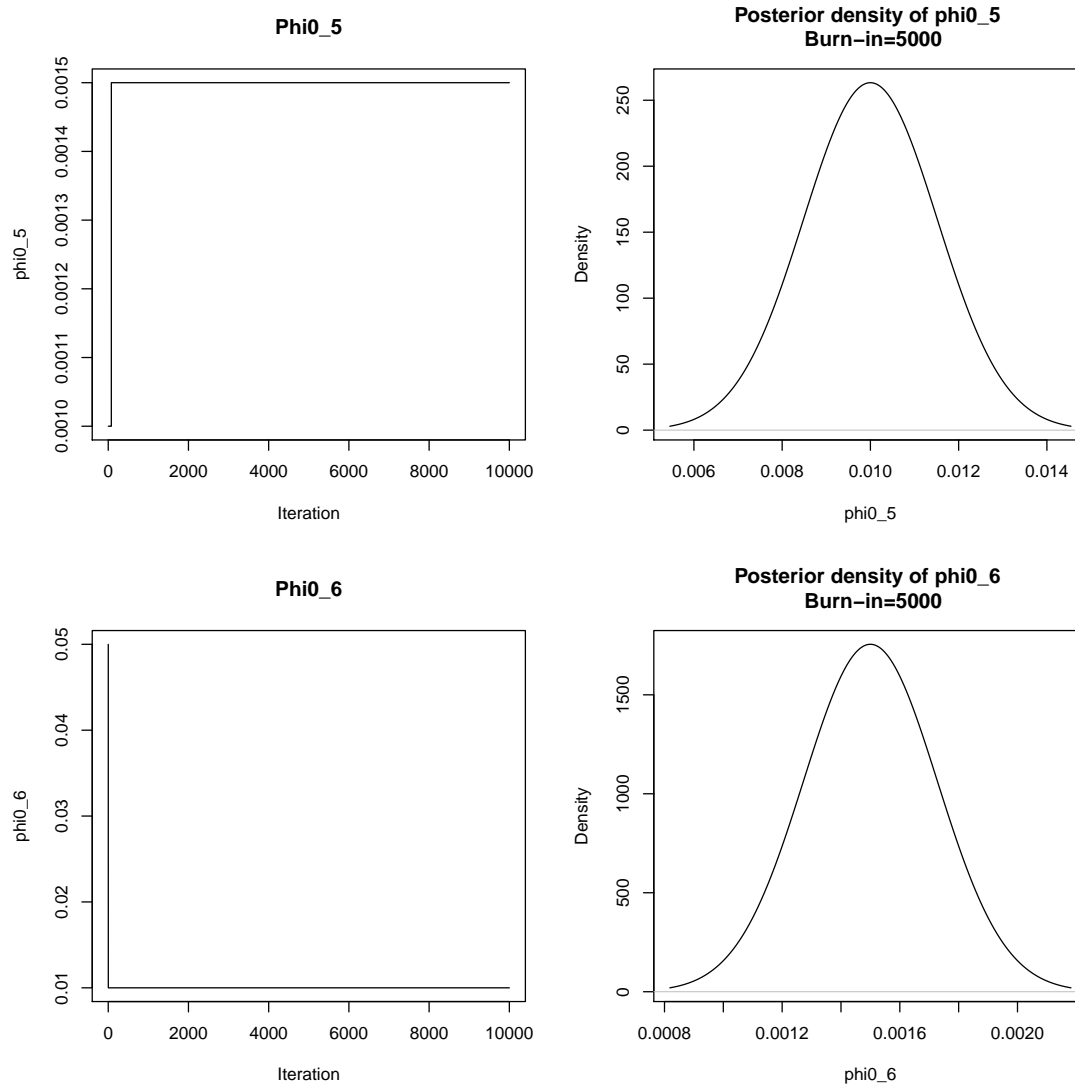 Phi0_5
phi0_5
0.0010 0.0011 0.0012 0.0013 0.0014 0.0015
0 2000 4000 6000 8000 10000
Iteration
Posterior density of phi0_5
Burn−in=5000
Density
0 50 100 150 200 250
0.006 0.008 0.010 0.012 0.014
phi0_5
Phi0_6
phi0_6
0.01 0.02 0.03 0.04 0.05
0 2000 4000 6000 8000 10000
Iteration
Posterior density of phi0_6
Burn−in=5000
Density
0 500 1000 1500
0.0008 0.0012 0.0016 0.0020
phi0_6